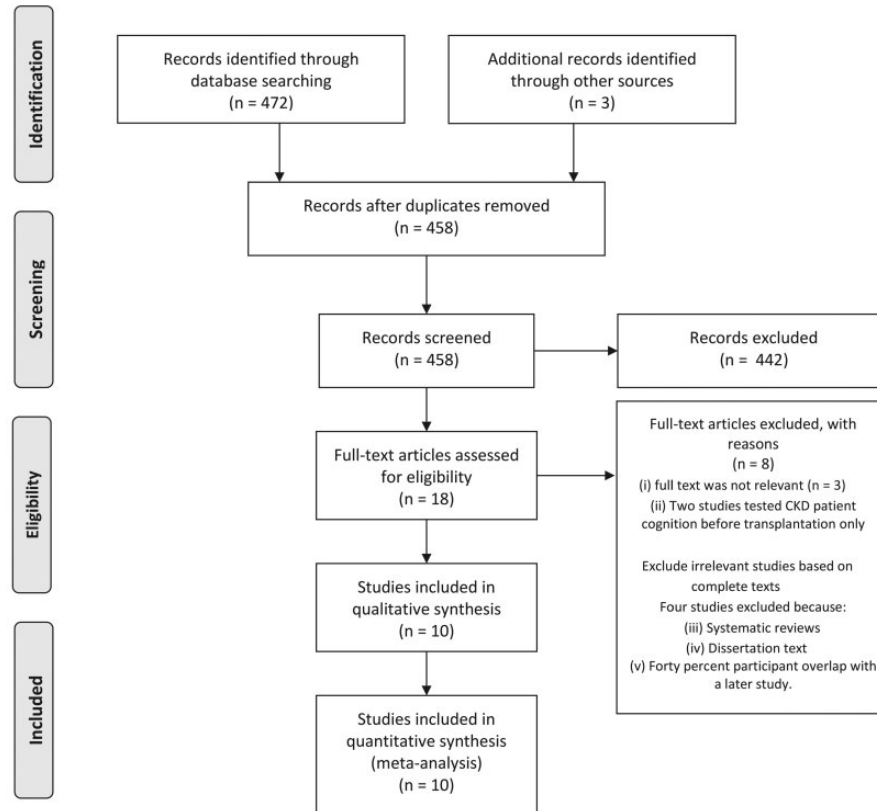 Identification
Records identified through
database searching
(n = 472)
Additional records identified
through other sources
(n = 3)
Records after duplicates removed
(n = 458)
Screening
Records screened
(n = 458)
Records excluded
(n = 442)
Eligibility
Full-text articles assessed
for eligibility
(n = 18)
Full-text articles excluded, with
reasons
(n = 8)
(i) full text was not relevant (n = 3)
(ii) Two studies tested CKD patient
cognition before transplantation only
Exclude irrelevant studies based on
complete texts
Four studies excluded because:
(iii) Systematic reviews
(iv) Dissertation text
(v) Forty percent participant overlap with
a later study.
Studies included in
qualitative synthesis
(n = 10)
Included
Studies included in
quantitative synthesis
(meta-analysis)
(n = 10)